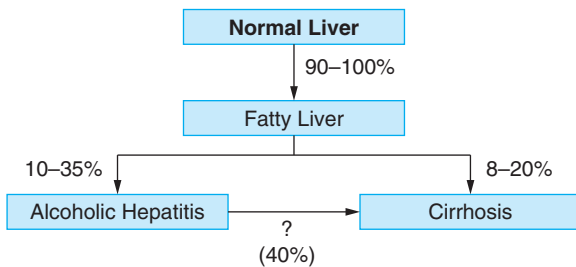 Normal Liver
90–100%
Fatty Liver
10–35%
8–20%
Alcoholic Hepatitis
?
(40%)
Cirrhosis